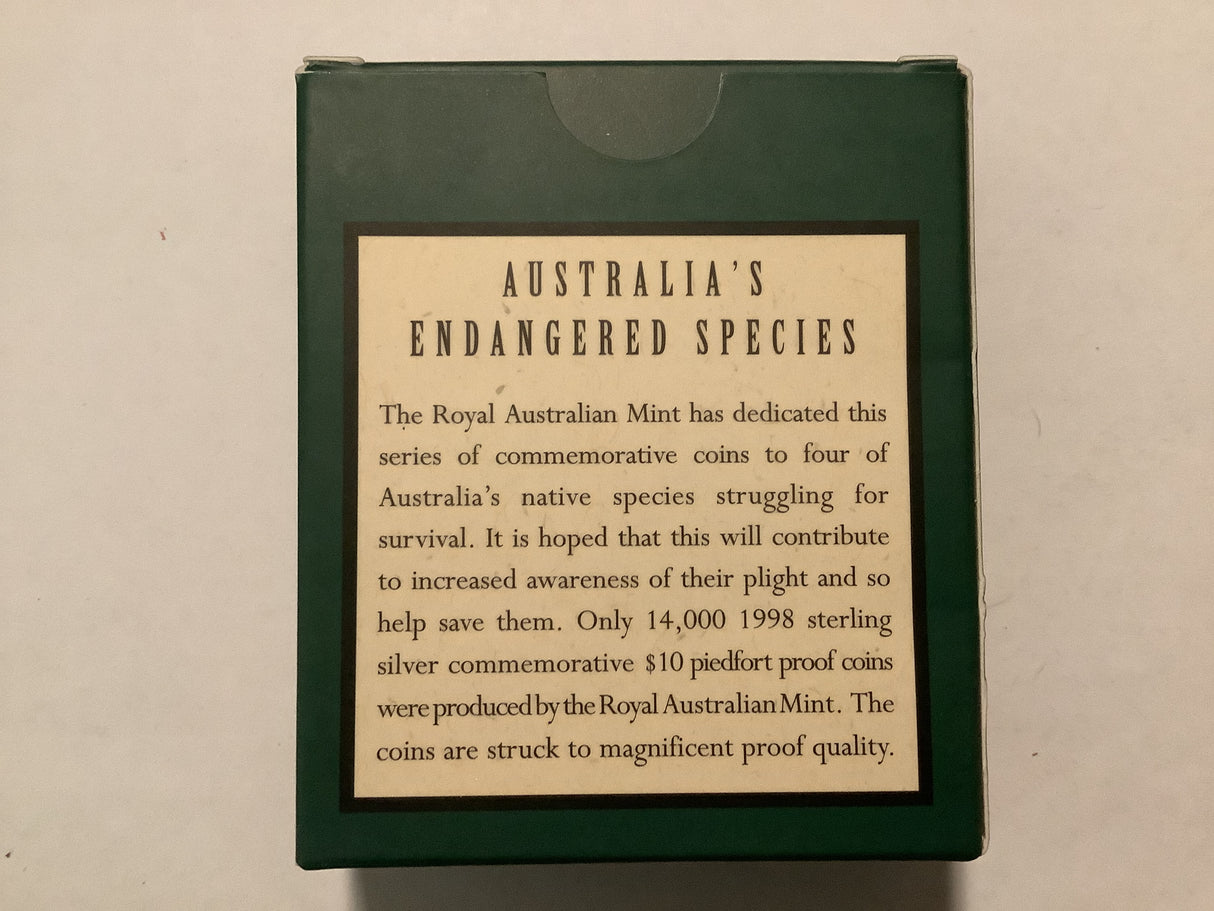 AUSTRALIA'S
ENDANGERED SPECIES
The Royal Australian Mint has dedicated this
series of commemorative coins to four of
Australia's native species struggling for
survival. It is hoped that this will contribute
to increased awareness of their plight and so
help save them. Only 14,000 1998 sterling
silver commemorative $10 piedfort proof coins
were produced by the Royal Australian Mint. The
coins are struck to magnificent proof quality.